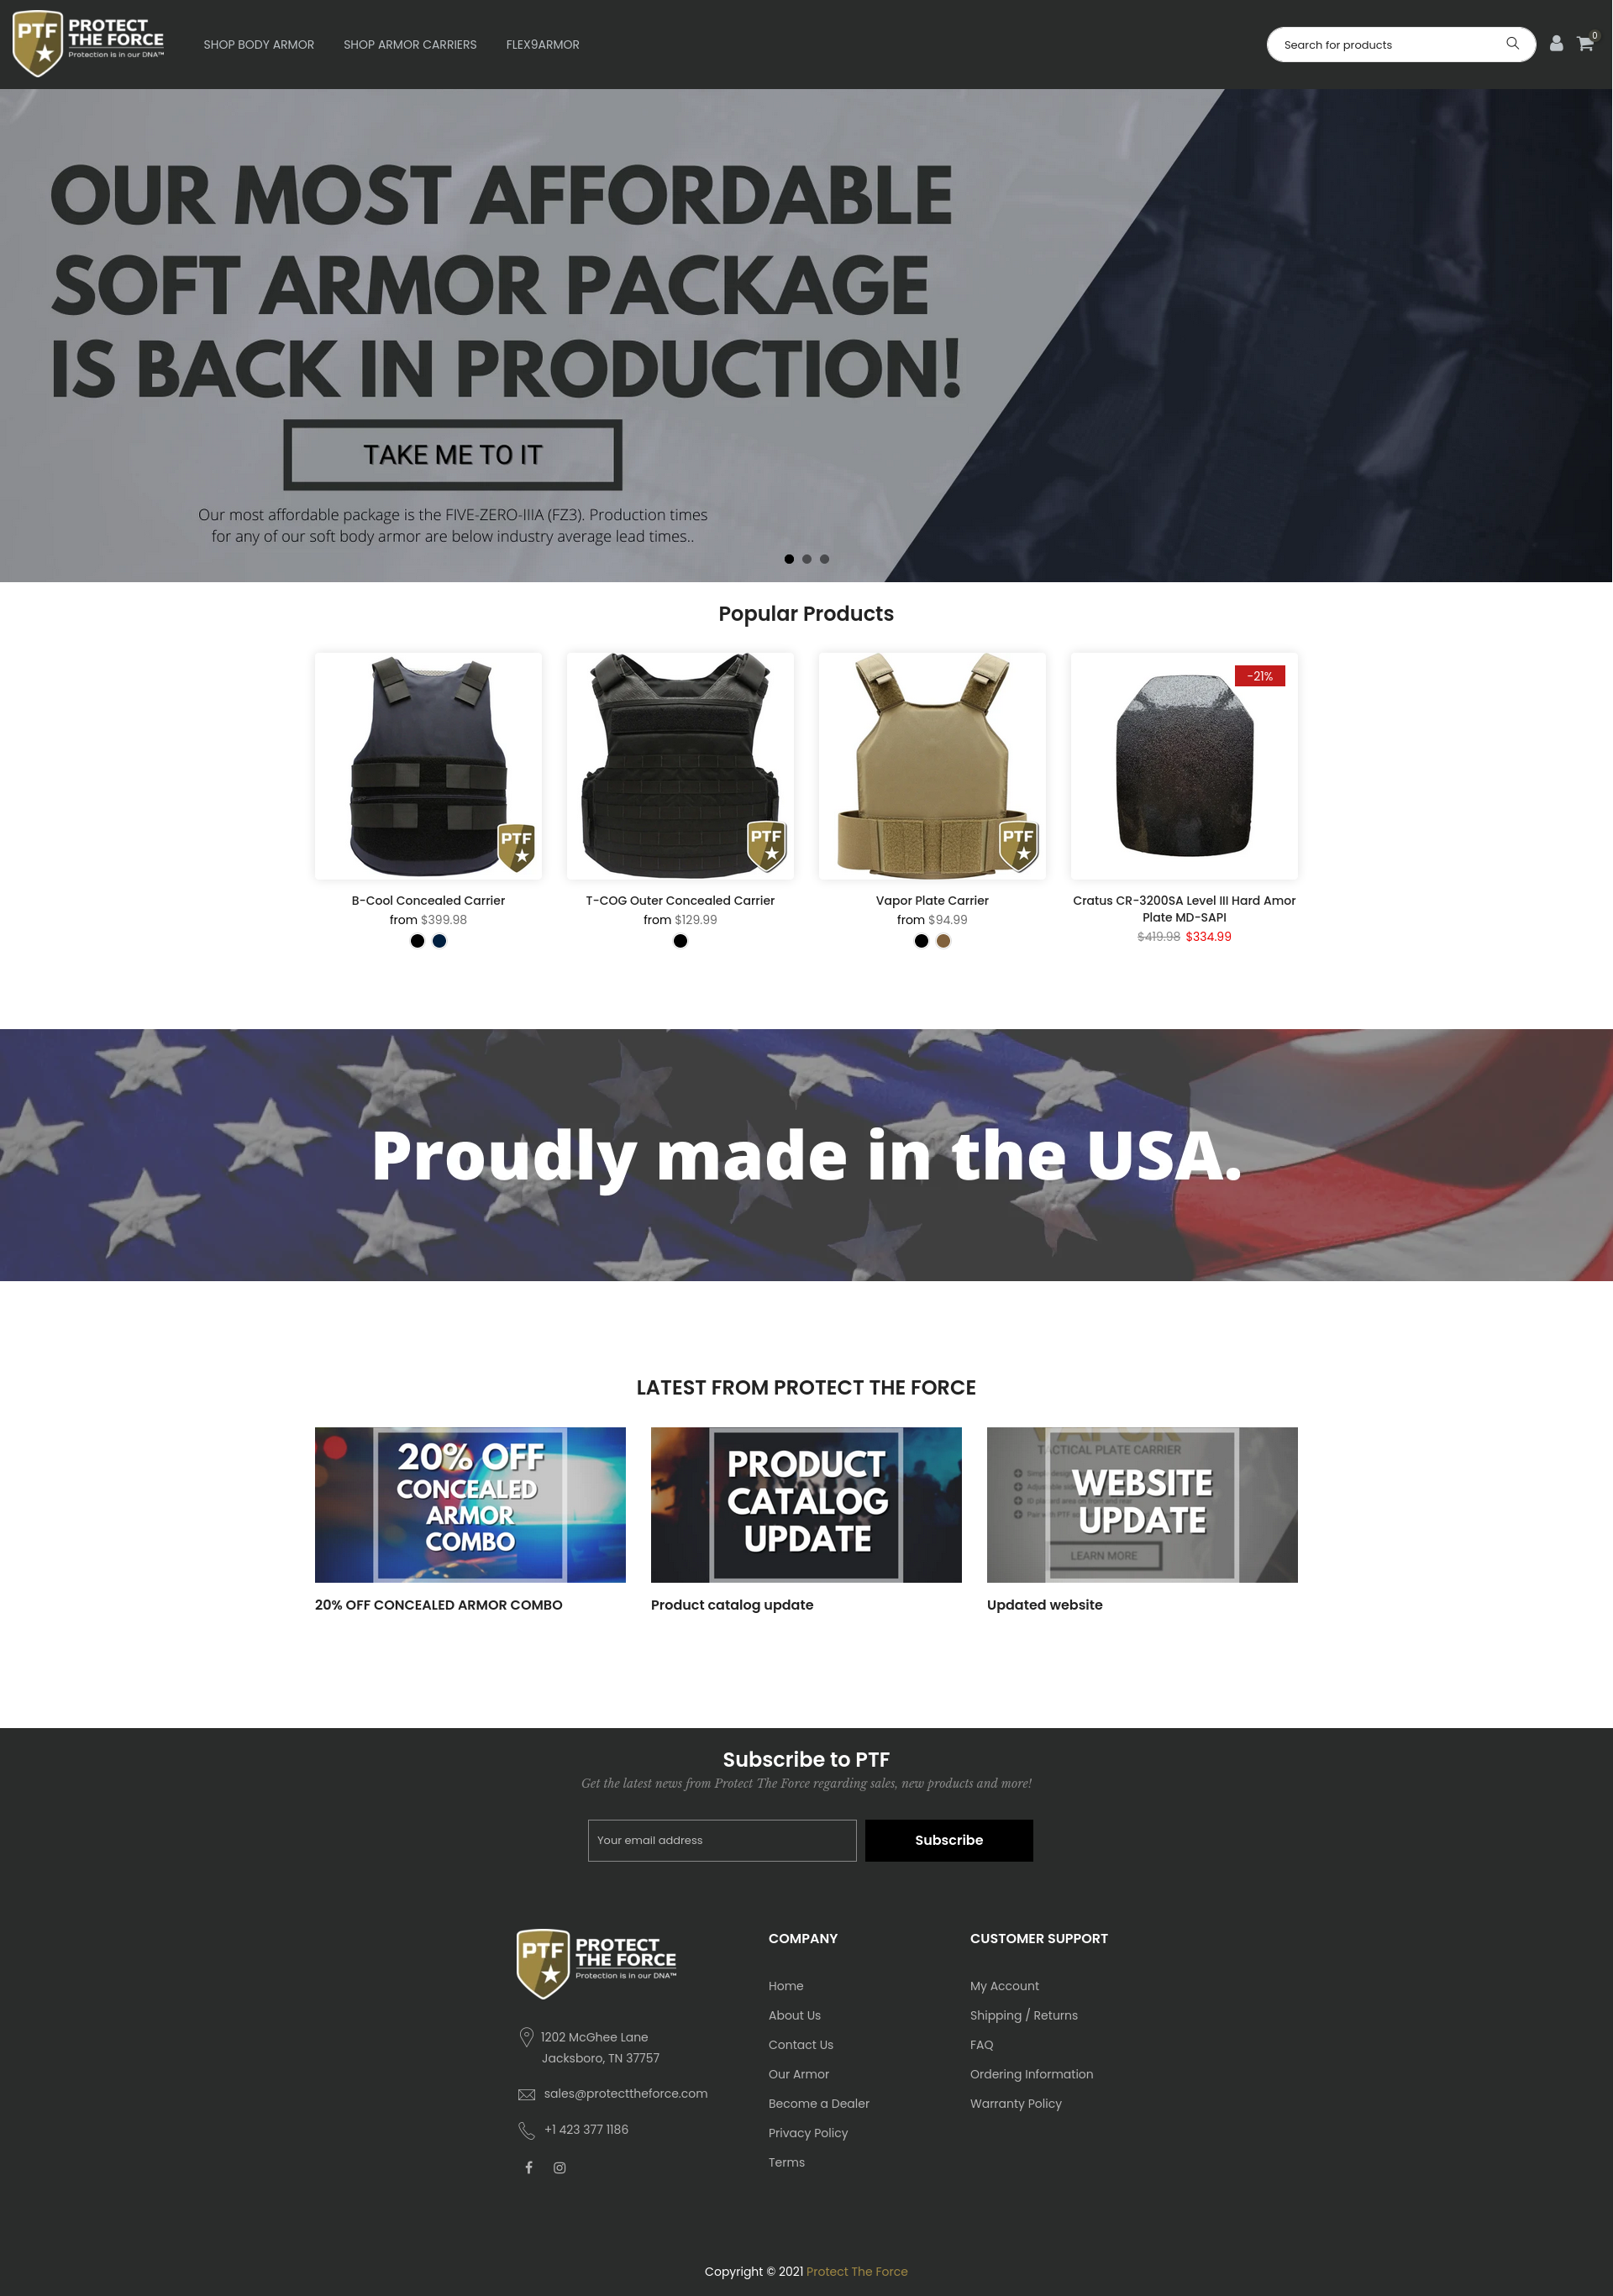 PTF PROTECT
THE FORCE
Protection is in our DNA™
SHOP BODY ARMOR SHOP ARMOR CARRIERS FLEX9ARMOR
Search for products
0
OUR MOST AFFORDABLE
SOFT ARMOR PACKAGE
IS BACK IN PRODUCTION!
TAKE ME TO IT
Our most affordable package is the FIVE-ZERO-IIIA (FZ3). Production times
for any of our soft body armor are below industry average lead times..
Popular Products
PTF
PTF
PTF
-21%
B-Cool Concealed Carrier
from $399.98
T-COG Outer Concealed Carrier
from $129.99
Vapor Plate Carrier
from $94.99
Cratus CR-3200SA Level III Hard Amor
Plate MD-SAPI
$419.98 $334.99
Proudly made in the USA.
LATEST FROM PROTECT THE FORCE
20% OFF
CONCEALED
ARMOR
COMBO
20% OFF CONCEALED ARMOR COMBO
PRODUCT
CATALOG
UPDATE
Product catalog update
VAPOR
TACTICAL PLATE CARRIER
WEBSITE
UPDATE
LEARN MORE
Updated website
Subscribe to PTF
Get the latest news from Protect The Force regarding sales, new products and more!
Your email address
Subscribe
PTF PROTECT
THE FORCE
Protection is in our DNA™
1202 McGhee Lane
Jacksboro, TN 37757
sales@protecttheforce.com
+1 423 377 1186
COMPANY
Home
About Us
Contact Us
Our Armor
Become a Dealer
Privacy Policy
Terms
CUSTOMER SUPPORT
My Account
Shipping / Returns
FAQ
Ordering Information
Warranty Policy
Copyright © 2021 Protect The Force